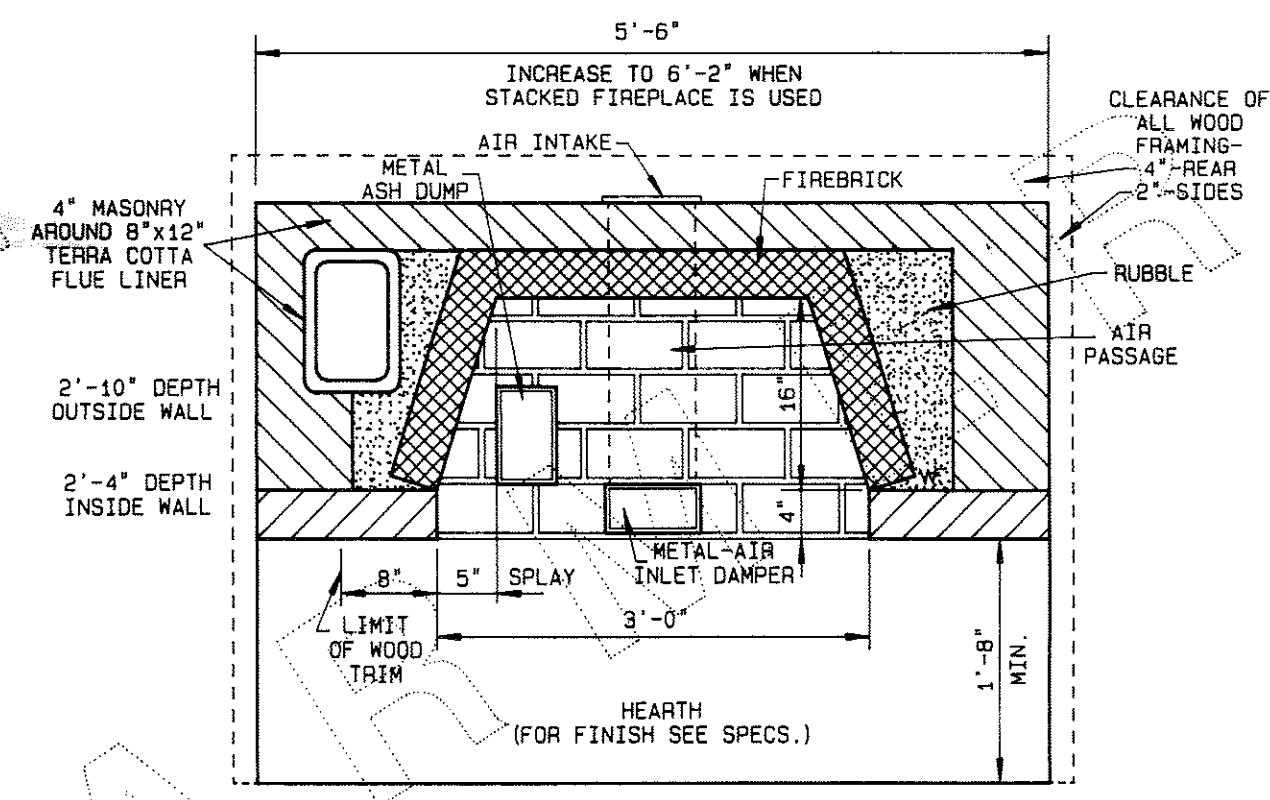 5'-6"
INCREASE TO 6'-2" WHEN
STACKED FIREPLACE IS USED
CLEARANCE OF
ALL WOOD
FRAMING-
4"-REAR
2"-SIDES
AIR INTAKE
METAL
ASH DUMP
FIREBRICK
4" MASONRY
AROUND 8"x12"
TERRA COTTA
FLUE LINER
RUBBLE
AIR
PASSAGE
2'-10" DEPTH
OUTSIDE WALL
16"
2'-4" DEPTH
INSIDE WALL
4"
METAL-AIR
INLET DAMPER
8"
5" SPLAY
3'-0"
LIMIT
OF WOOD
TRIM
1'-8"
MIN.
HEARTH
(FOR FINISH SEE SPECS.)